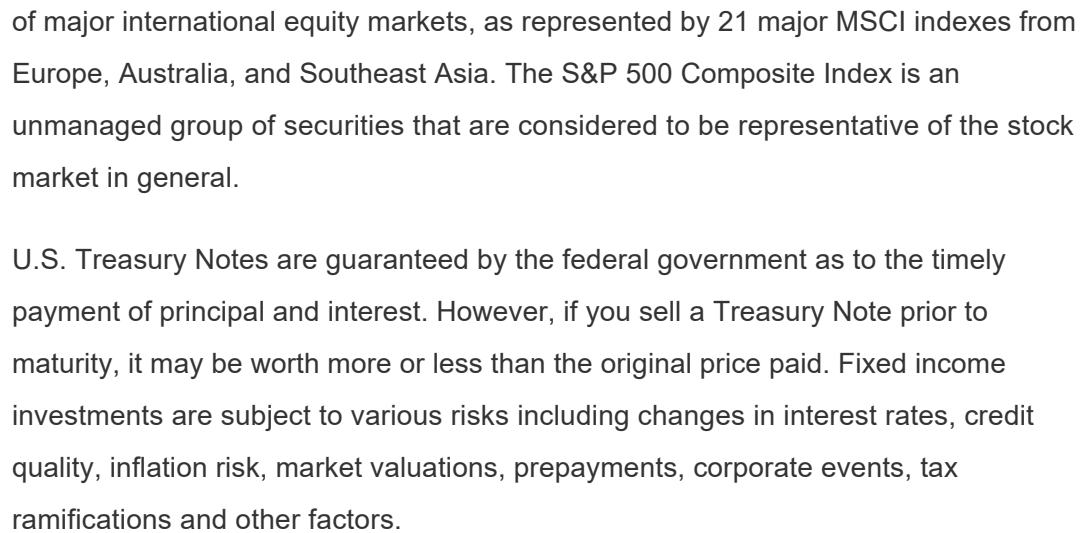 of major international equity markets, as represented by 21 major MSCI indexes from
Europe, Australia, and Southeast Asia. The S&P 500 Composite Index is an
unmanaged group of securities that are considered to be representative of the stock
market in general.
U.S. Treasury Notes are guaranteed by the federal government as to the timely
payment of principal and interest. However, if you sell a Treasury Note prior to
maturity, it may be worth more or less than the original price paid. Fixed income
investments are subject to various risks including changes in interest rates, credit
quality, inflation risk, market valuations, prepayments, corporate events, tax
ramifications and other factors.